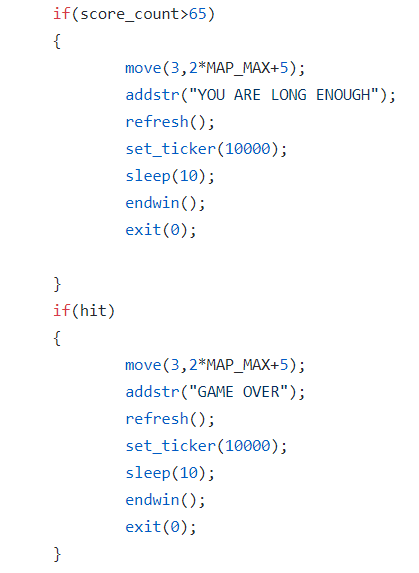 if(score_count>65)
{
move(3,2*MAP_MAX+5);
addstr("YOU ARE LONG ENOUGH");
refresh();
set_ticker(10000);
sleep(10);
endwin();
exit(0);
}
if(hit)
{
move(3,2*MAP_MAX+5);
addstr("GAME OVER");
refresh();
set_ticker(10000);
sleep(10);
endwin();
exit(0);
}